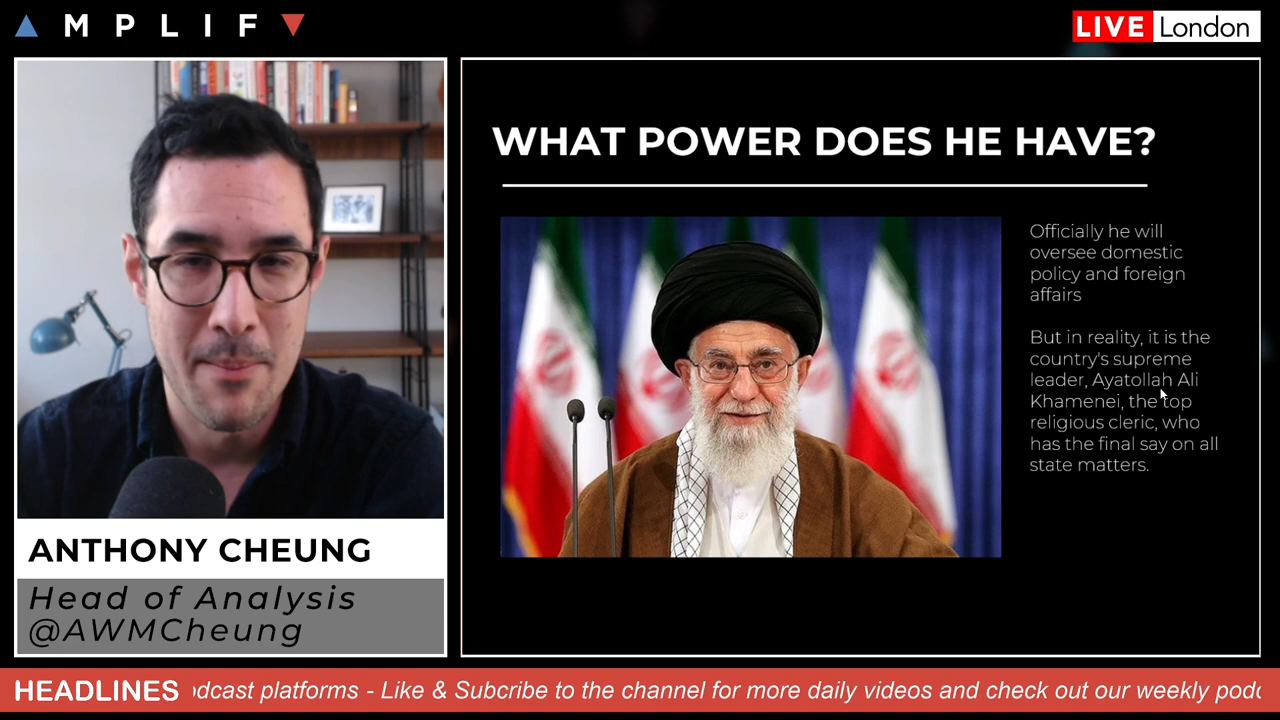 AMPLIFY
LIVE London
WHAT POWER DOES HE HAVE?
Officially he will
oversee domestic
policy and foreign
affairs
But in reality, it is the
country's supreme
leader, Ayatollah Ali
Khamenei, the top
religious cleric, who
has the final say on all
state matters.
ANTHONY CHEUNG
Head of Analysis
@AWMCheung
HEADLINES platforms - Like & Subcribe to the channel for more daily videos and check out our weekly